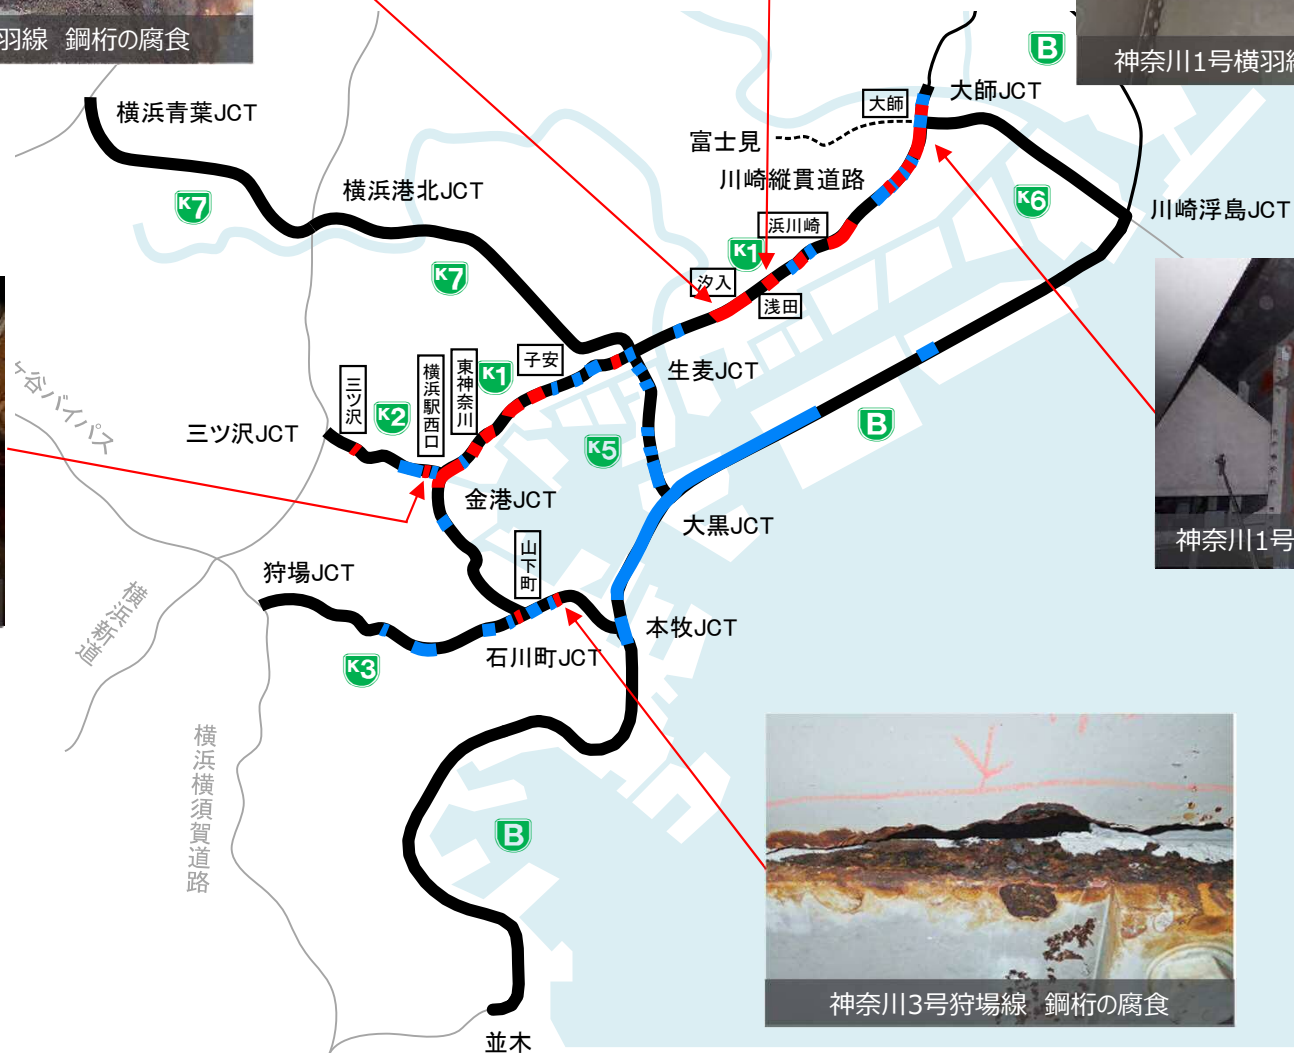 羽線 鋼桁の腐食
神奈川1号横羽線
B
大師JCT
大師
横浜青葉JCT
富士見
川崎縦貫道路
K7
横浜港北JCT
K6
川崎浮島JCT
浜川崎
K1
K7
汐入
浅田
生麦JCT
子安
K1
東神奈川
横浜駅西口
三ツ沢
K2
三ツ沢JCT
ヶ谷バイパス
K5
B
金港JCT
大黒JCT
神奈川1号
山下町
狩場JCT
横浜新道
本牧JCT
石川町JCT
K3
横浜横須賀道路
B
神奈川3号狩場線 鋼桁の腐食
並木